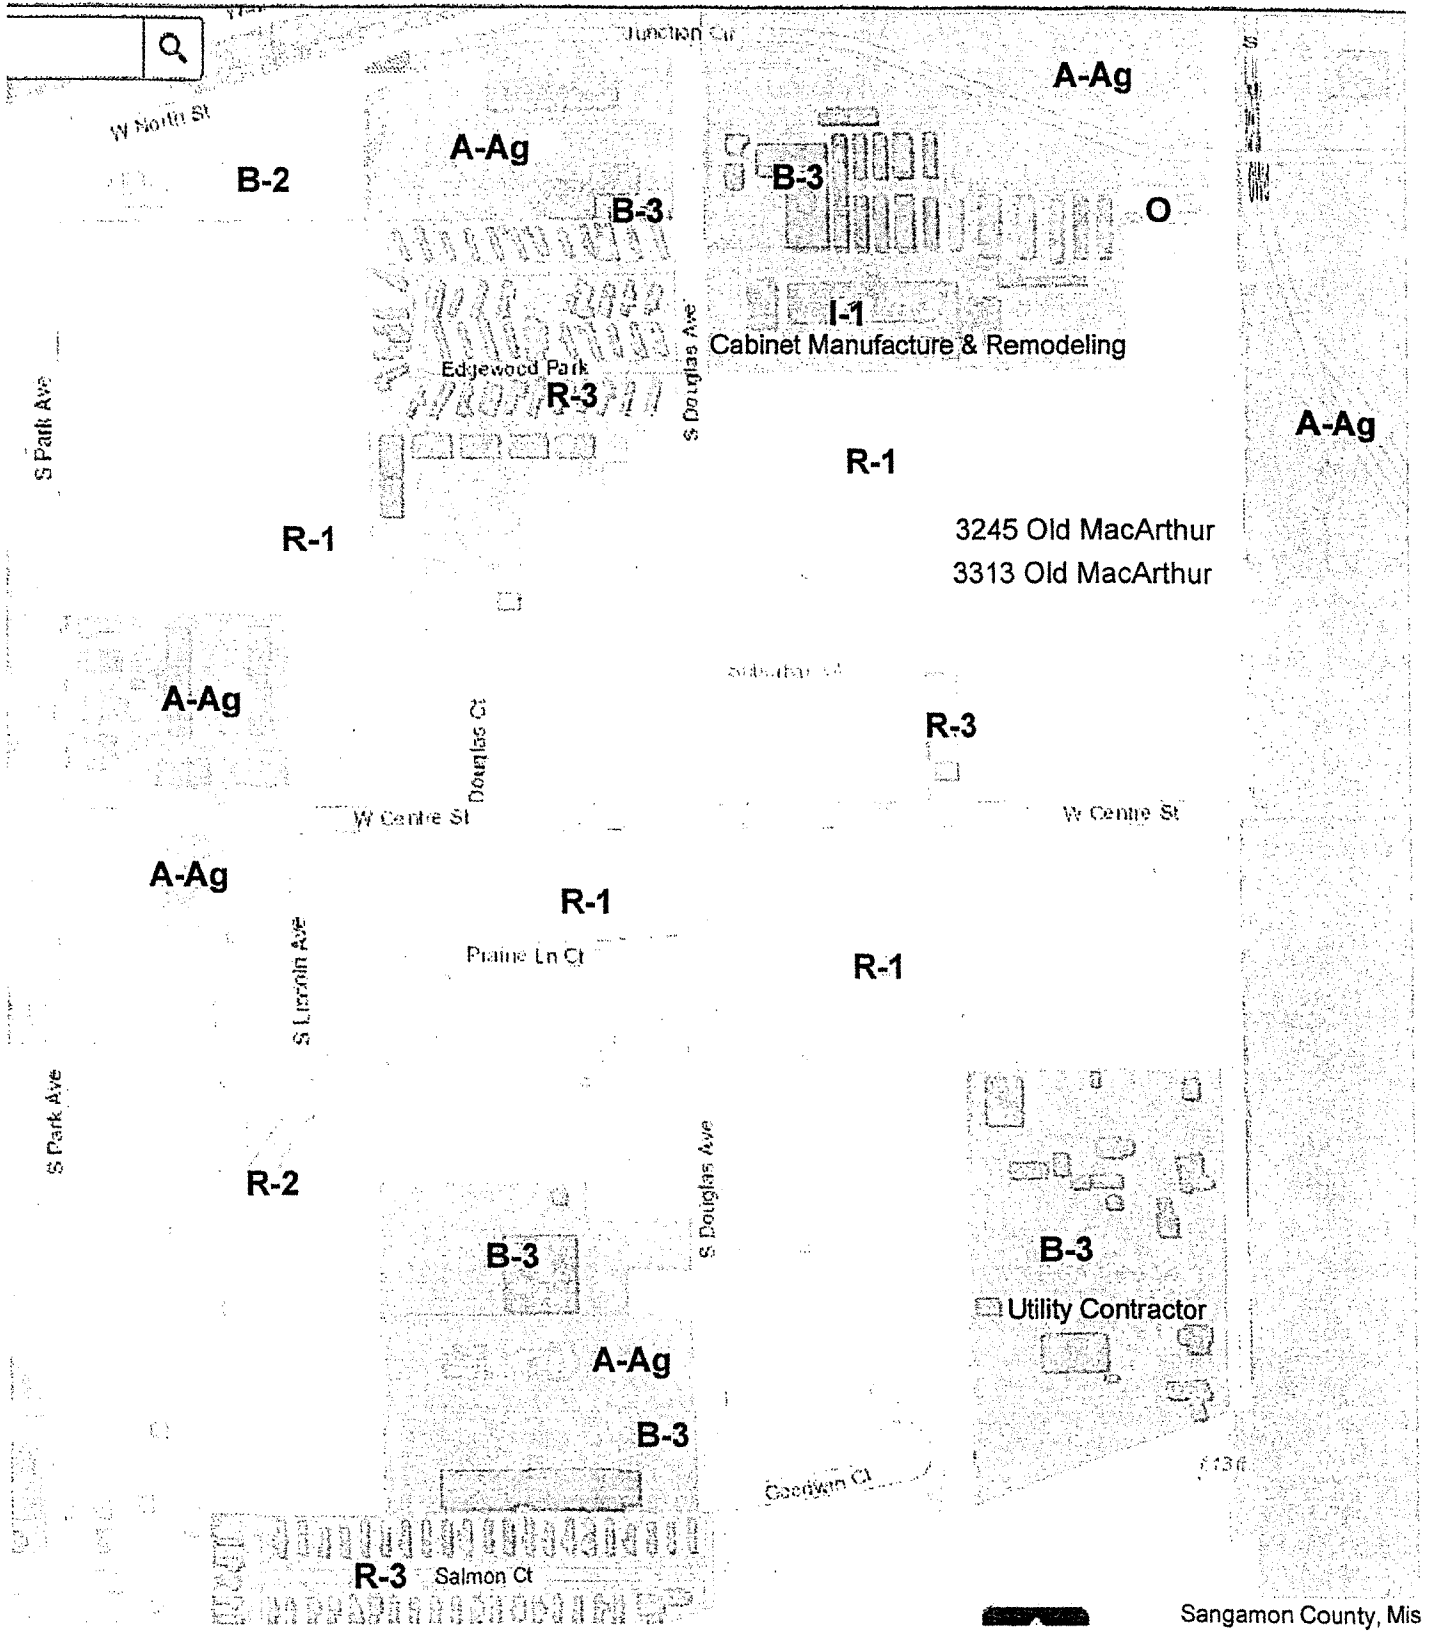 Junction Cir
A-Ag
W North St
A-Ag
B-2
B-3
B-3
O
S Douglas Ave
I-1
Cabinet Manufacture & Remodeling
Edgewood Park
R-3
S Park Ave
A-Ag
R-1
3245 Old MacArthur
R-1
3313 Old MacArthur
Suburban Ct
A-Ag
Douglas Ct
R-3
W Centre St
W Centre St
A-Ag
R-1
S Lincoln Ave
Prairie Ln Ct
R-1
S Park Ave
S Douglas Ave
R-2
B-3
B-3
Utility Contractor
A-Ag
B-3
R-3
Salmon Ct
Sangamon County, Mis